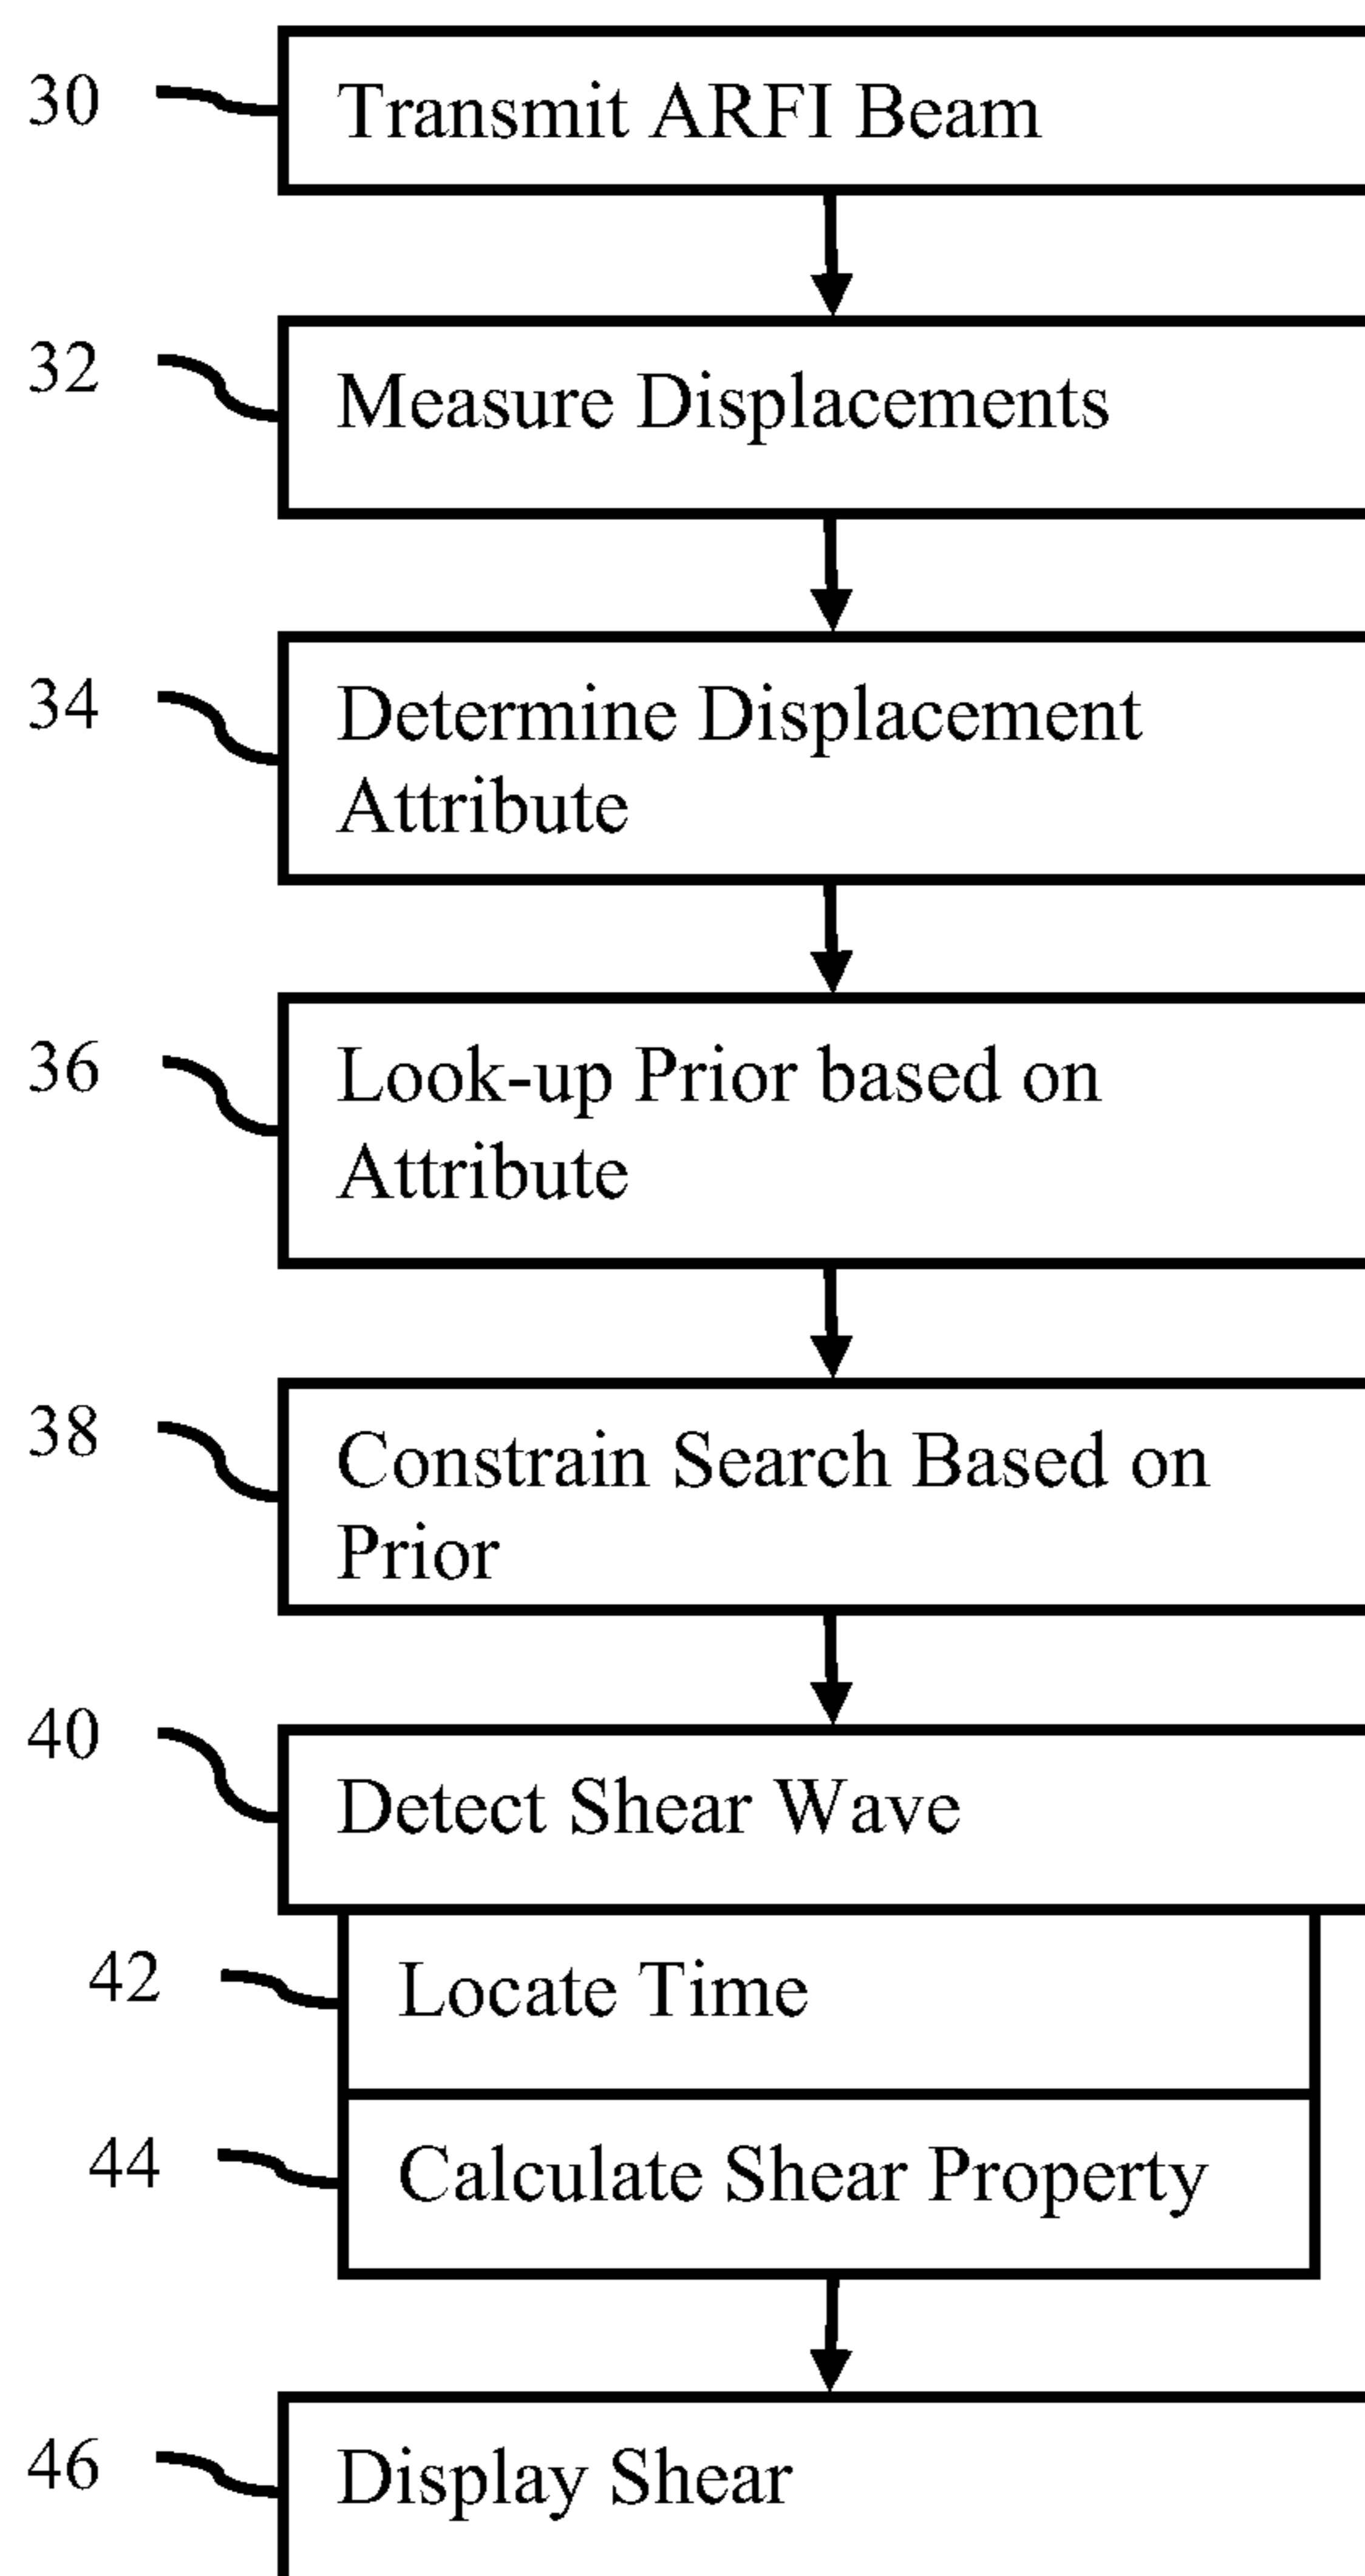 30 Transmit ARFI Beam
32 Measure Displacements
34 Determine Displacement
Attribute
36 Look-up Prior based on
Attribute
38 Constrain Search Based on
Prior
40 Detect Shear Wave
42 Locate Time
44 Calculate Shear Property
46 Display Shear